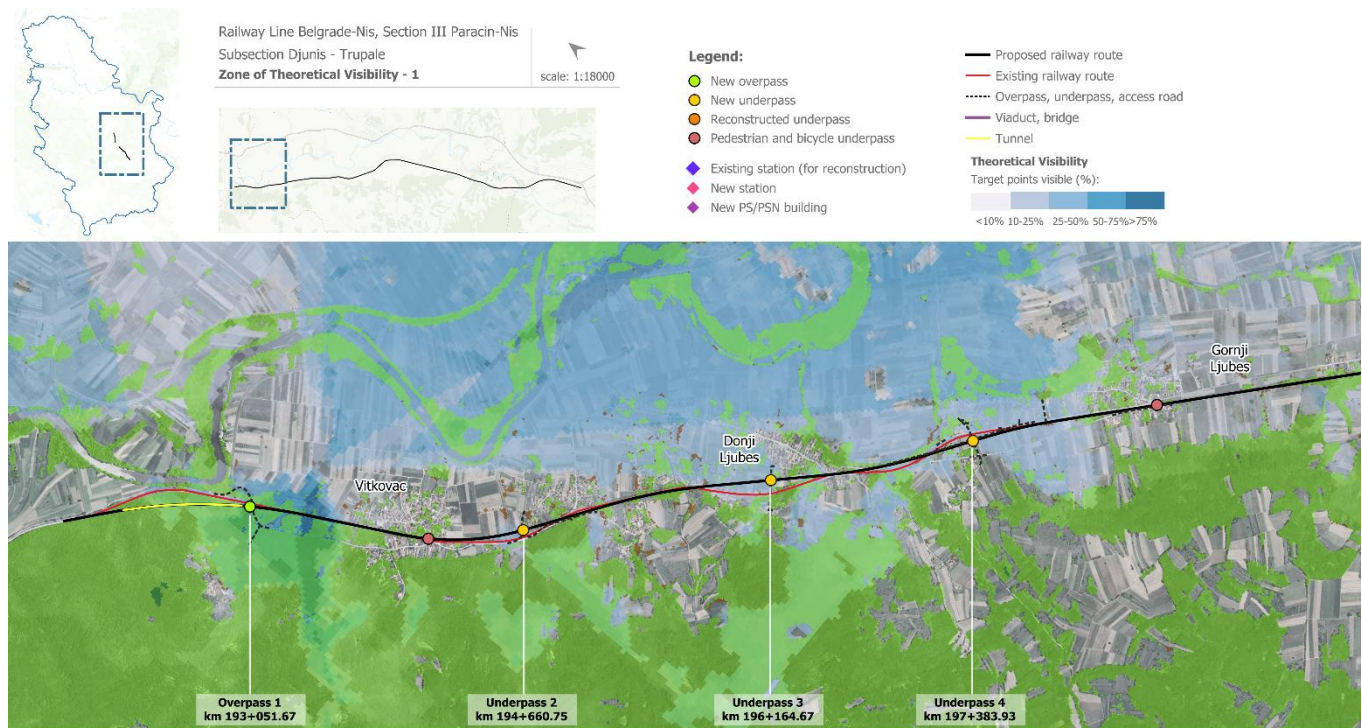 Railway Line Belgrade-Nis, Section III Paracin-Nis
Subsection Djunis - Trupale
Zone of Theoretical Visibility - 1
scale: 1:18000
Legend:
New overpass
New underpass
Reconstructed underpass
Pedestrian and bicycle underpass
Existing station (for reconstruction)
New station
New PS/PSN building
Proposed railway route
Existing railway route
Overpass, underpass, access road
Viaduct, bridge
Tunnel
Theoretical Visibility
Target points visible (%):
<10% 10-25% 25-50% 50-75% >75%
Gornji
Ljubes
Donji
Ljubes
Vitkovac
Overpass 1
km 193+051.67
Underpass 2
km 194+660.75
Underpass 3
km 196+164.67
Underpass 4
km 197+383.93